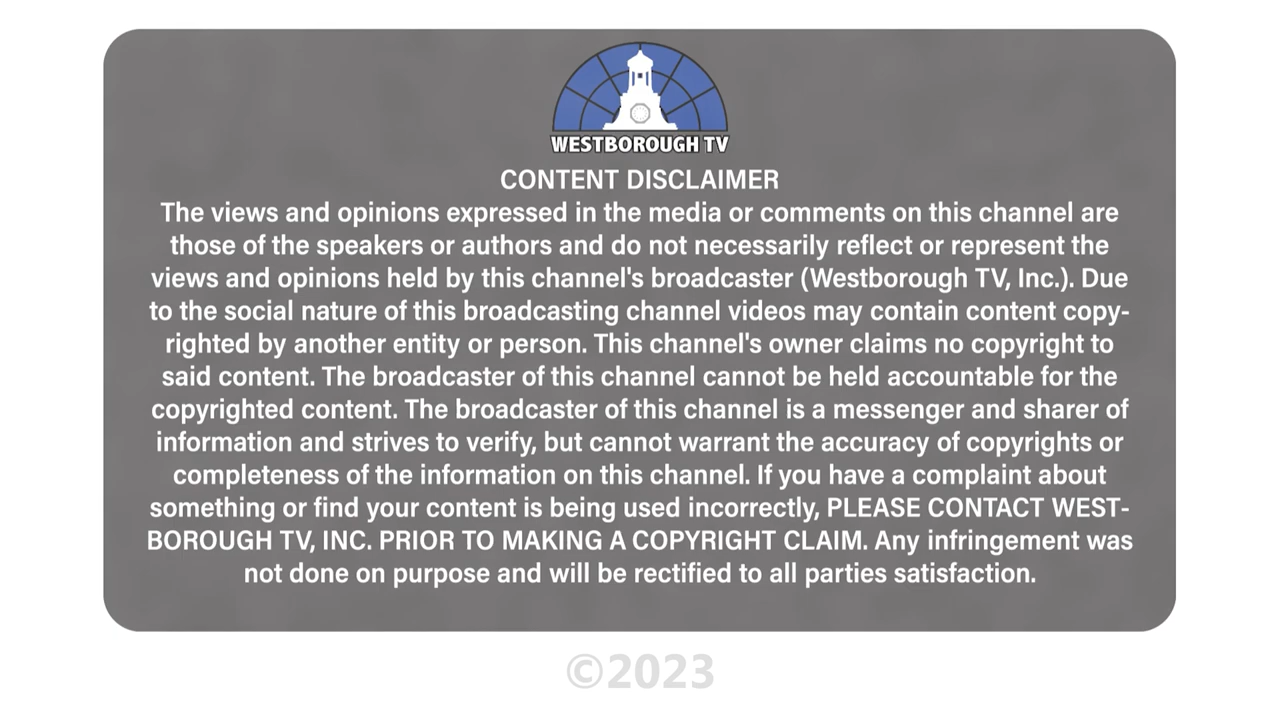 WESTBOROUGH TV
CONTENT DISCLAIMER
The views and opinions expressed in the media or comments on this channel are
those of the speakers or authors and do not necessarily reflect or represent the
views and opinions held by this channel's broadcaster (Westborough TV, Inc.). Due
to the social nature of this broadcasting channel videos may contain content copy-
righted by another entity or person. This channel's owner claims no copyright to
said content. The broadcaster of this channel cannot be held accountable for the
copyrighted content. The broadcaster of this channel is a messenger and sharer of
information and strives to verify, but cannot warrant the accuracy of copyrights or
completeness of the information on this channel. If you have a complaint about
something or find your content is being used incorrectly, PLEASE CONTACT WEST-
BOROUGH TV, INC. PRIOR TO MAKING A COPYRIGHT CLAIM. Any infringement was
not done on purpose and will be rectified to all parties satisfaction.
©2023